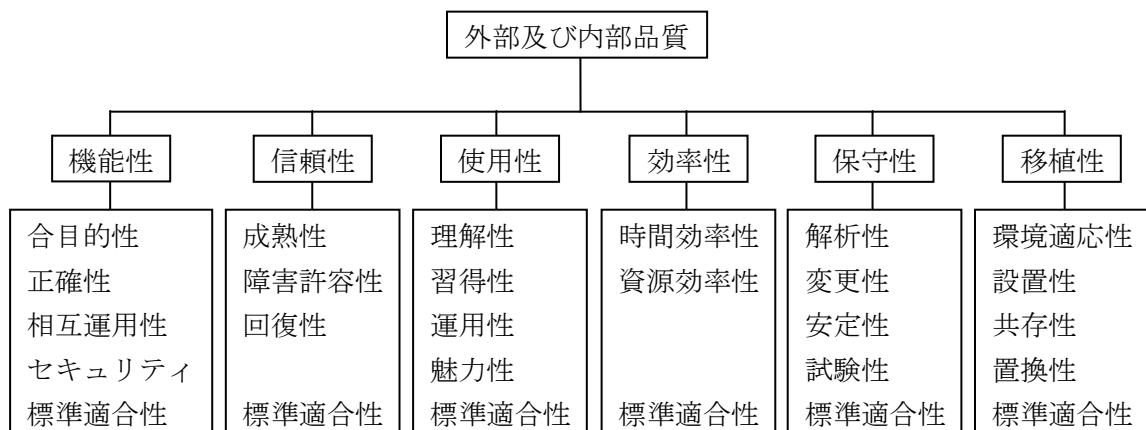 外部及び内部品質
機能性
信頼性
使用性
効率性
保守性
移植性
合目的性
正確性
相互運用性
セキュリティ
標準適合性
成熟性
障害許容性
回復性
標準適合性
理解性
習得性
運用性
魅力性
標準適合性
時間効率性
資源効率性
標準適合性
解析性
変更性
安定性
試験性
標準適合性
環境適応性
設置性
共存性
置換性
標準適合性